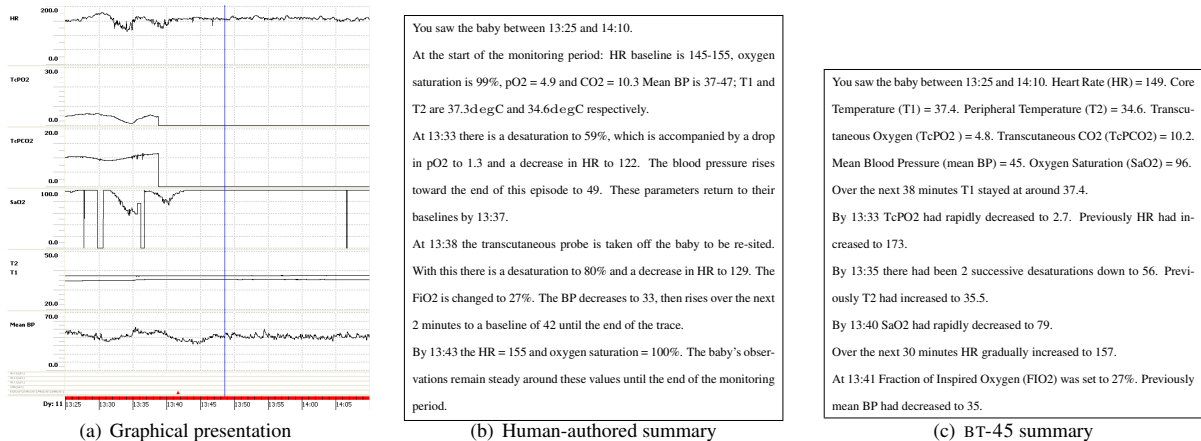 HR
200.0
0.0
TcPO2
30.0
0.0
TcPCO2
20.0
0.0
SaO2
100.0
0.0
T2
T1
50.0
20.0
Mean BP
70.0
0.0
Dy: 11 13:25 13:30 13:35 13:40 13:45 13:50 13:55 14:00 14:05
(a) Graphical presentation
You saw the baby between 13:25 and 14:10.
At the start of the monitoring period: HR baseline is 145-155, oxygen
saturation is 99%, pO2 = 4.9 and CO2 = 10.3 Mean BP is 37-47; T1 and
T2 are 37.3degC and 34.6degC respectively.
At 13:33 there is a desaturation to 59%, which is accompanied by a drop
in pO2 to 1.3 and a decrease in HR to 122. The blood pressure rises
toward the end of this episode to 49. These parameters return to their
baselines by 13:37.
At 13:38 the transcutaneous probe is taken off the baby to be re-sited.
With this there is a desaturation to 80% and a decrease in HR to 129. The
FiO2 is changed to 27%. The BP decreases to 33, then rises over the next
2 minutes to a baseline of 42 until the end of the trace.
By 13:43 the HR = 155 and oxygen saturation = 100%. The baby's obser-
vations remain steady around these values until the end of the monitoring
period.
(b) Human-authored summary
You saw the baby between 13:25 and 14:10. Heart Rate (HR) = 149. Core
Temperature (T1) = 37.4. Peripheral Temperature (T2) = 34.6. Transcu-
taneous Oxygen (TcPO2 ) = 4.8. Transcutaneous CO2 (TcPCO2) = 10.2.
Mean Blood Pressure (mean BP) = 45. Oxygen Saturation (SaO2) = 96.
Over the next 38 minutes T1 stayed at around 37.4.
By 13:33 TcPO2 had rapidly decreased to 2.7. Previously HR had in-
creased to 173.
By 13:35 there had been 2 successive desaturations down to 56. Previ-
ously T2 had increased to 35.5.
By 13:40 SaO2 had rapidly decreased to 79.
Over the next 30 minutes HR gradually increased to 157.
At 13:41 Fraction of Inspired Oxygen (FIO2) was set to 27%. Previously
mean BP had decreased to 35.
(c) BT-45 summary